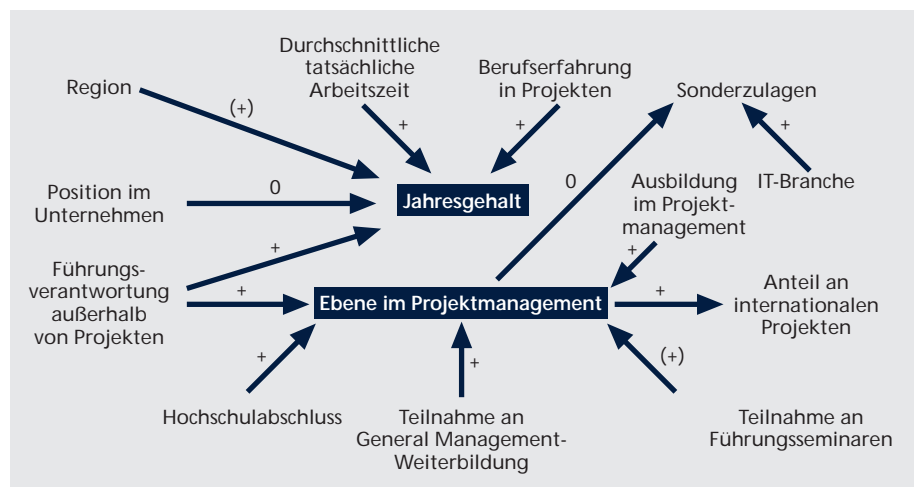 Durchschnittliche
tatsächliche
Arbeitszeit
Berufserfahrung
in Projekten
Region
Sonderzulagen
(+)
+
+
+
Position im
Unternehmen
0
Jahresgehalt
0
Ausbildung
im Projekt-
management
IT-Branche
+
+
Führungs-
verantwortung
außerhalb
von Projekten
+
Ebene im Projektmanagement
+
Anteil an
internationalen
Projekten
+
+
(+)
Hochschulabschluss
Teilnahme an
General Management-
Weiterbildung
Teilnahme an
Führungsseminaren